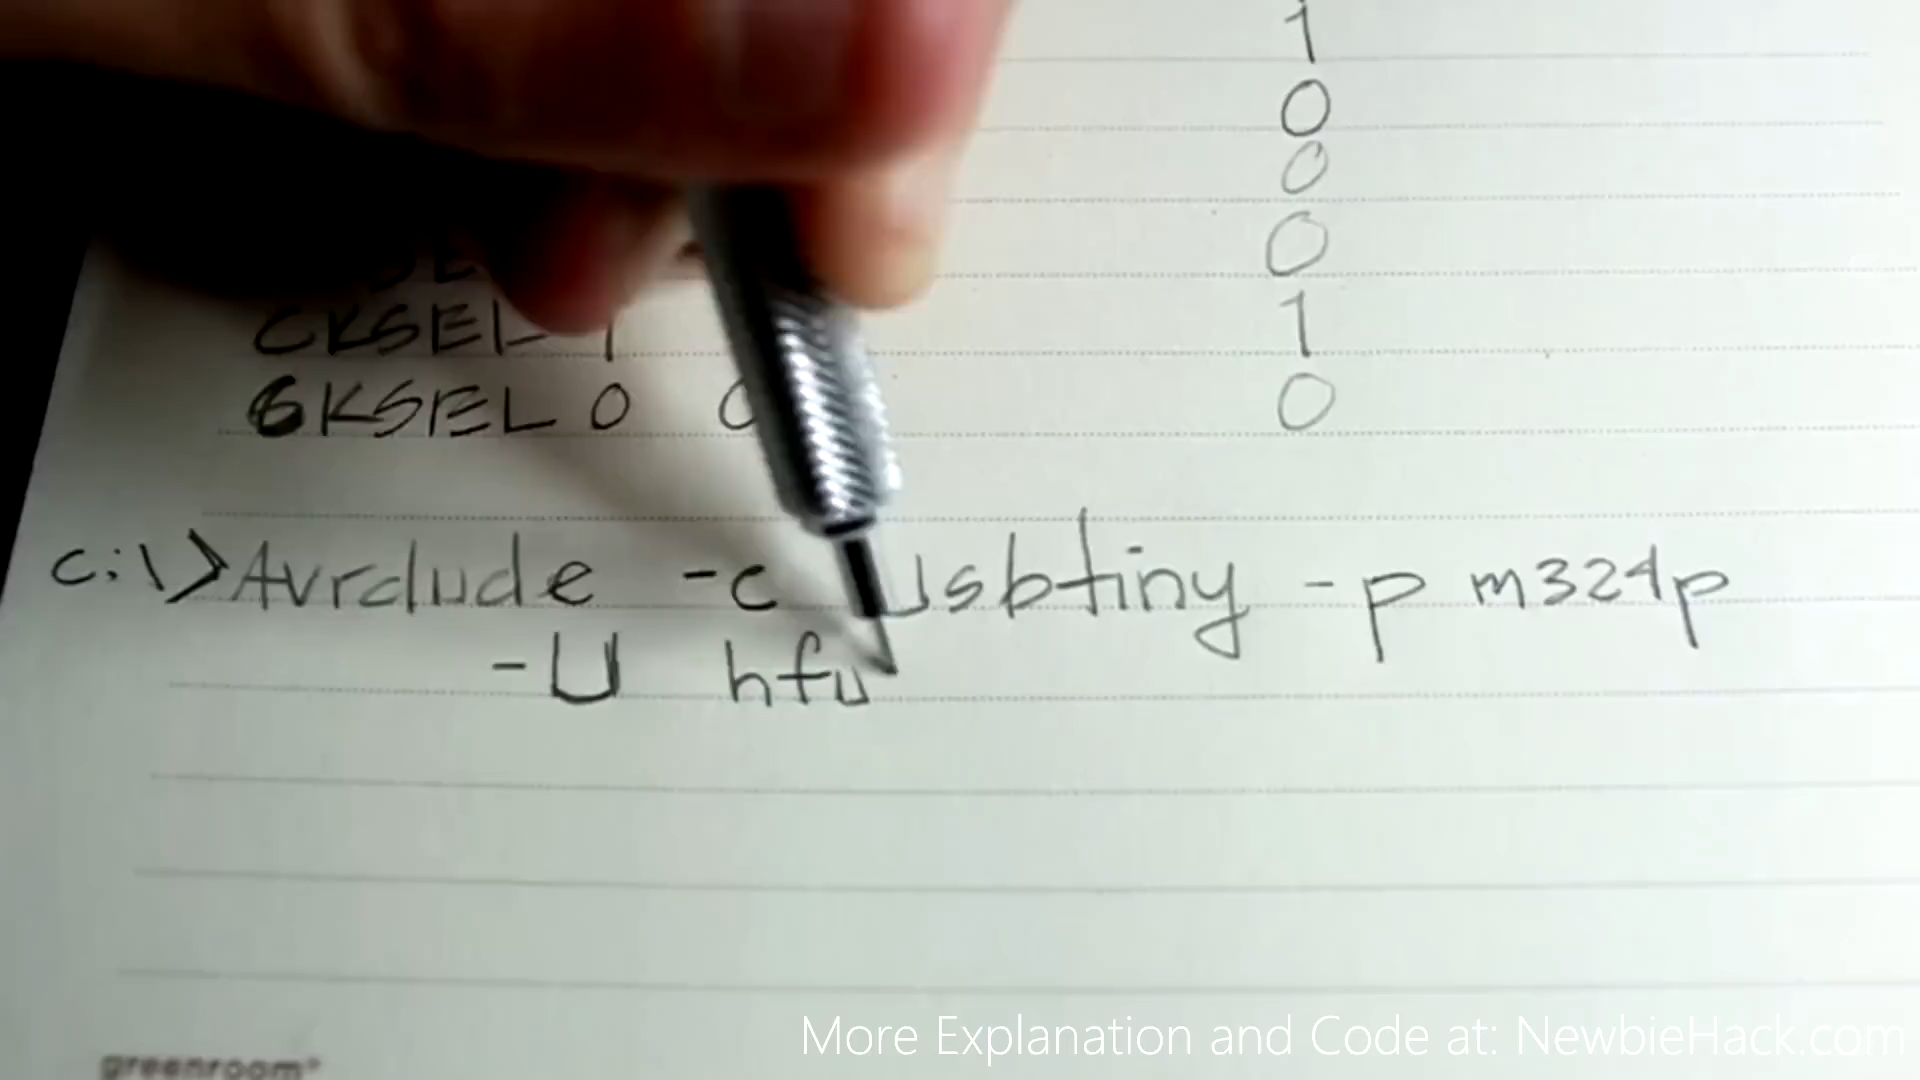 1
0
0
0
CKSEL 1 1
CKSEL 0 0
c:\>Avrdude -c usbtiny -p m324p
-U hfu
More Explanation and Code at: NewbieHack.com
greenroom